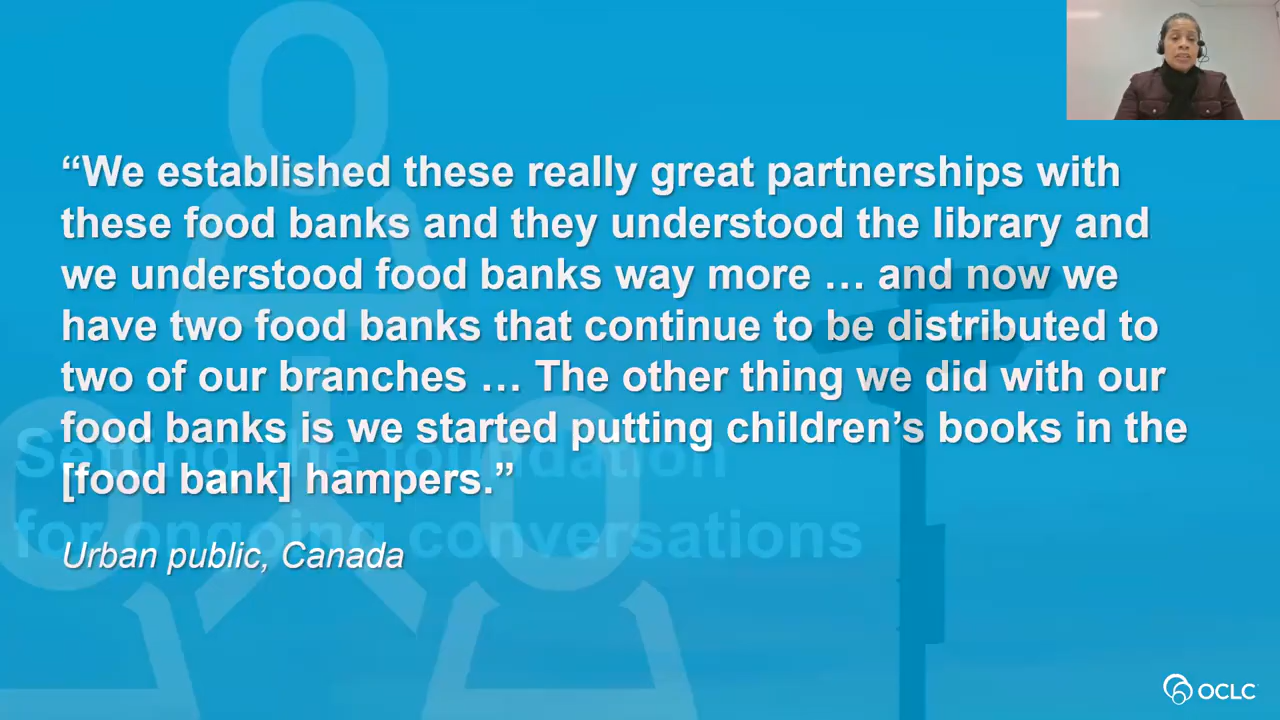 “We established these really great partnerships with
these food banks and they understood the library and
we understood food banks way more … and now we
have two food banks that continue to be distributed to
two of our branches … The other thing we did with our
food banks is we started putting children’s books in the
[food bank] hampers.”
Setting the foundation
for ongoing conversations
Urban public, Canada
OCLC